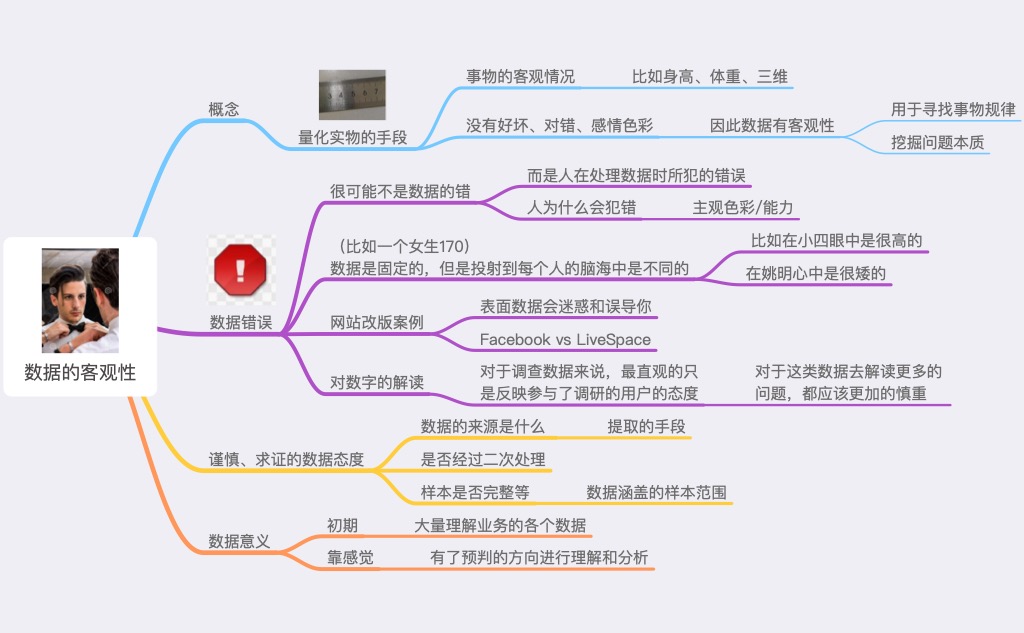 数据的客观性
概念
量化实物的手段
事物的客观情况
比如身高、体重、三维
没有好坏、对错、感情色彩
因此数据有客观性
用于寻找事物规律
挖掘问题本质
数据错误
很可能不是数据的错
而是人在处理数据时所犯的错误
人为什么会犯错
主观色彩/能力
（比如一个女生170）
数据是固定的，但是投射到每个人的脑海中是不同的
比如在小四眼中是很高的
在姚明心中是很矮的
网站改版案例
表面数据会迷惑和误导你
Facebook vs LiveSpace
对数字的解读
对于调查数据来说，最直观的只
是反映参与了调研的用户的态度
对于这类数据去解读更多的
问题，都应该更加的慎重
谨慎、求证的数据态度
数据的来源是什么
提取的手段
是否经过二次处理
样本是否完整等
数据涵盖的样本范围
数据意义
初期
大量理解业务的各个数据
靠感觉
有了预判的方向进行理解和分析